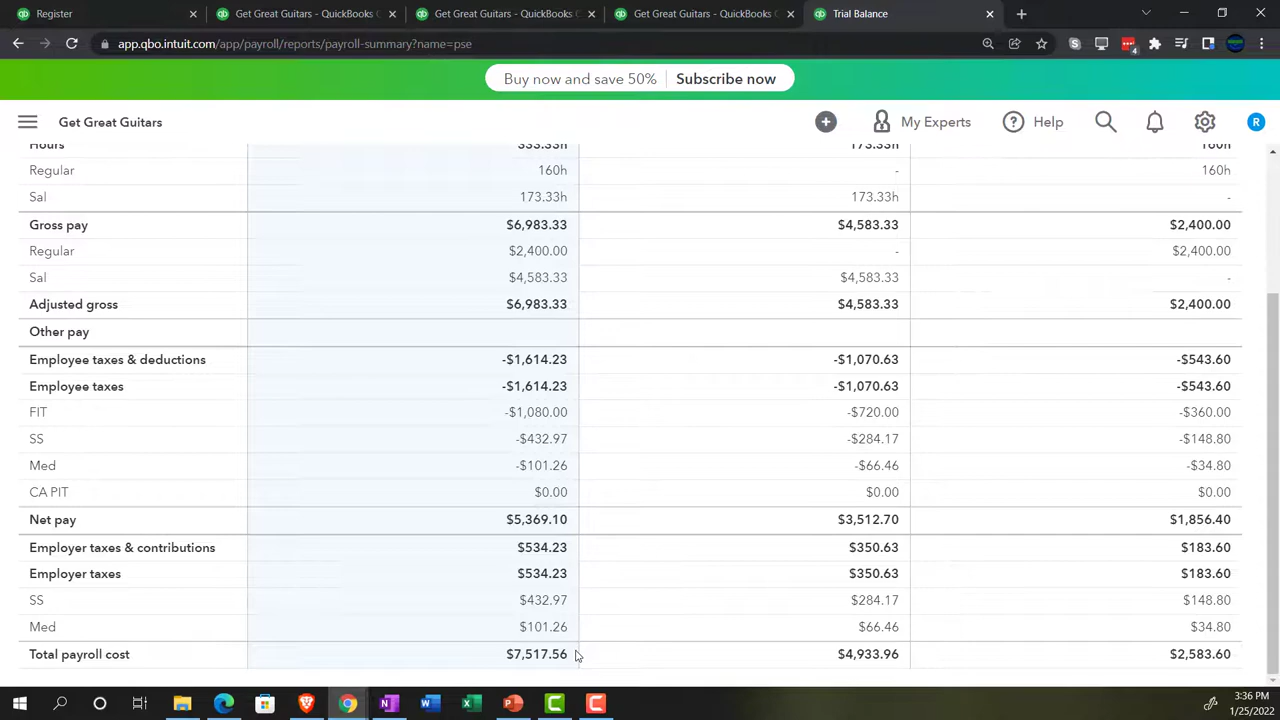 Register
Get Great Guitars - QuickBooks
Get Great Guitars - QuickBooks
Get Great Guitars - QuickBooks
Trial Balance
app.qbo.intuit.com/app/payroll/reports/payroll-summary?name=pse
4
Buy now and save 50% Subscribe now
Get Great Guitars My Experts Help R
Hours 333.33h 173.33h 160h
Regular 160h - 160h
Sal 173.33h 173.33h -
Gross pay $6,983.33 $4,583.33 $2,400.00
Regular $2,400.00 - $2,400.00
Sal $4,583.33 $4,583.33 -
Adjusted gross $6,983.33 $4,583.33 $2,400.00
Other pay
Employee taxes & deductions -$1,614.23 -$1,070.63 -$543.60
Employee taxes -$1,614.23 -$1,070.63 -$543.60
FIT -$1,080.00 -$720.00 -$360.00
SS -$432.97 -$284.17 -$148.80
Med -$101.26 -$66.46 -$34.80
CA PIT $0.00 $0.00 $0.00
Net pay $5,369.10 $3,512.70 $1,856.40
Employer taxes & contributions $534.23 $350.63 $183.60
Employer taxes $534.23 $350.63 $183.60
SS $432.97 $284.17 $148.80
Med $101.26 $66.46 $34.80
Total payroll cost $7,517.56 $4,933.96 $2,583.60
3:36 PM
1/25/2022